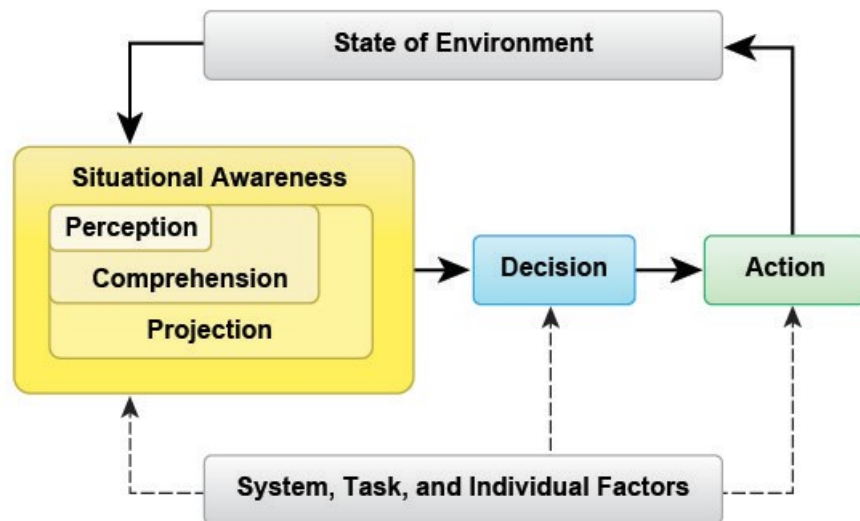 State of Environment
Situational Awareness
Perception
Comprehension
Projection
Decision
Action
System, Task, and Individual Factors